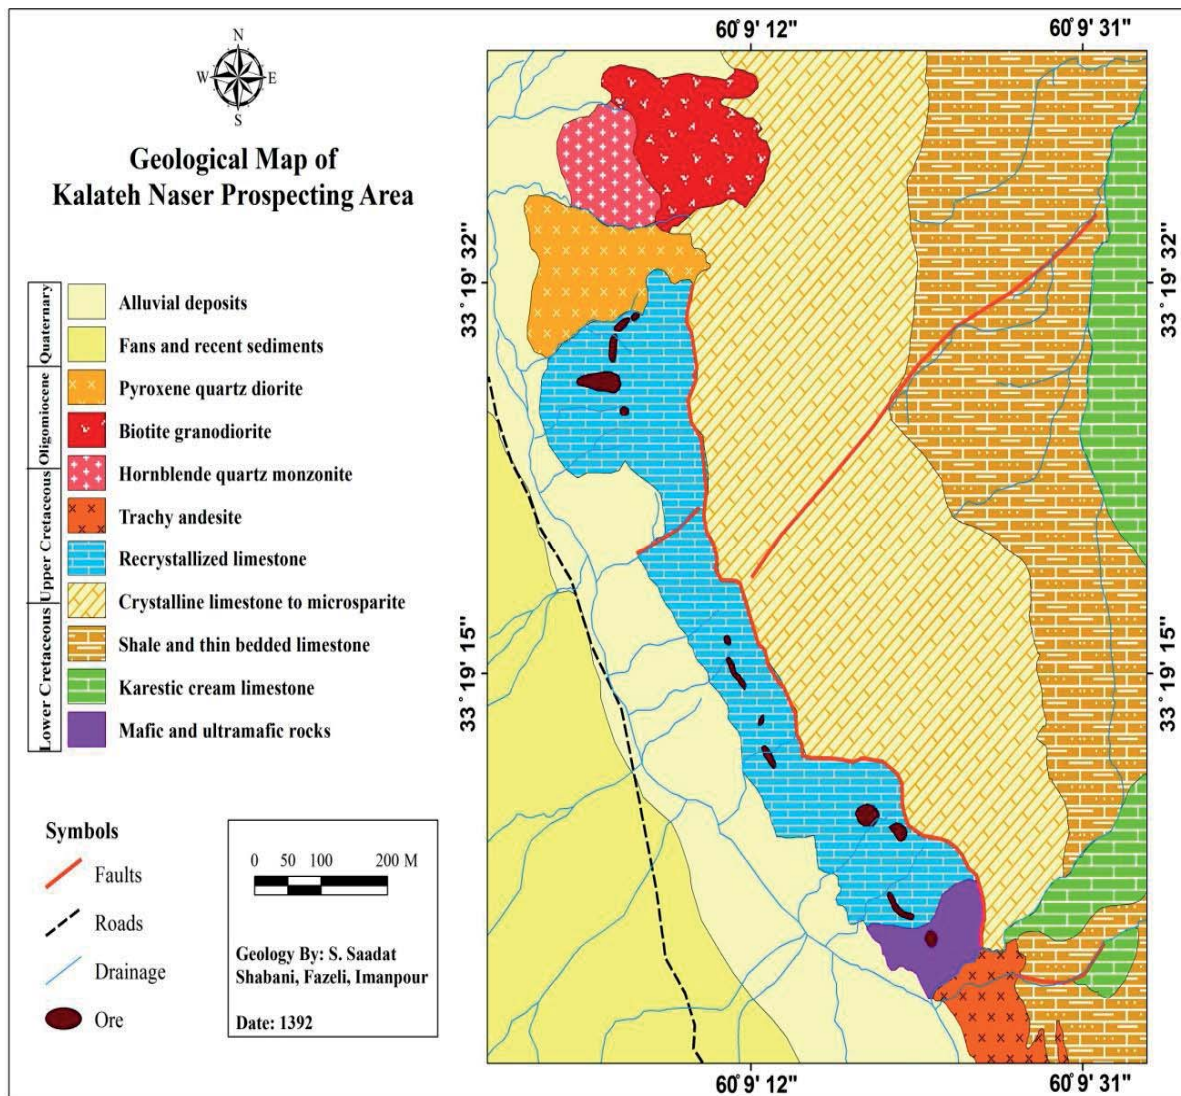 N
W E
S
Geological Map of
Kalateh Naser Prospecting Area
Quaternary
Oligomiocene
Upper Cretaceous
Lower Cretaceous
Alluvial deposits
Fans and recent sediments
Pyroxene quartz diorite
Biotite granodiorite
Hornblende quartz monzonite
Trachy andesite
Recrystallized limestone
Crystalline limestone to microsparite
Shale and thin bedded limestone
Karestic cream limestone
Mafic and ultramafic rocks
Symbols
Faults
Roads
Drainage
Ore
0 50 100 200 M
Geology By: S. Saadat
Shabani, Fazeli, Imanpour
Date: 1392
60° 9' 12" 60° 9' 31"
33° 19' 32" 33° 19' 32"
33° 19' 15" 33° 19' 15"
60° 9' 12" 60° 9' 31"